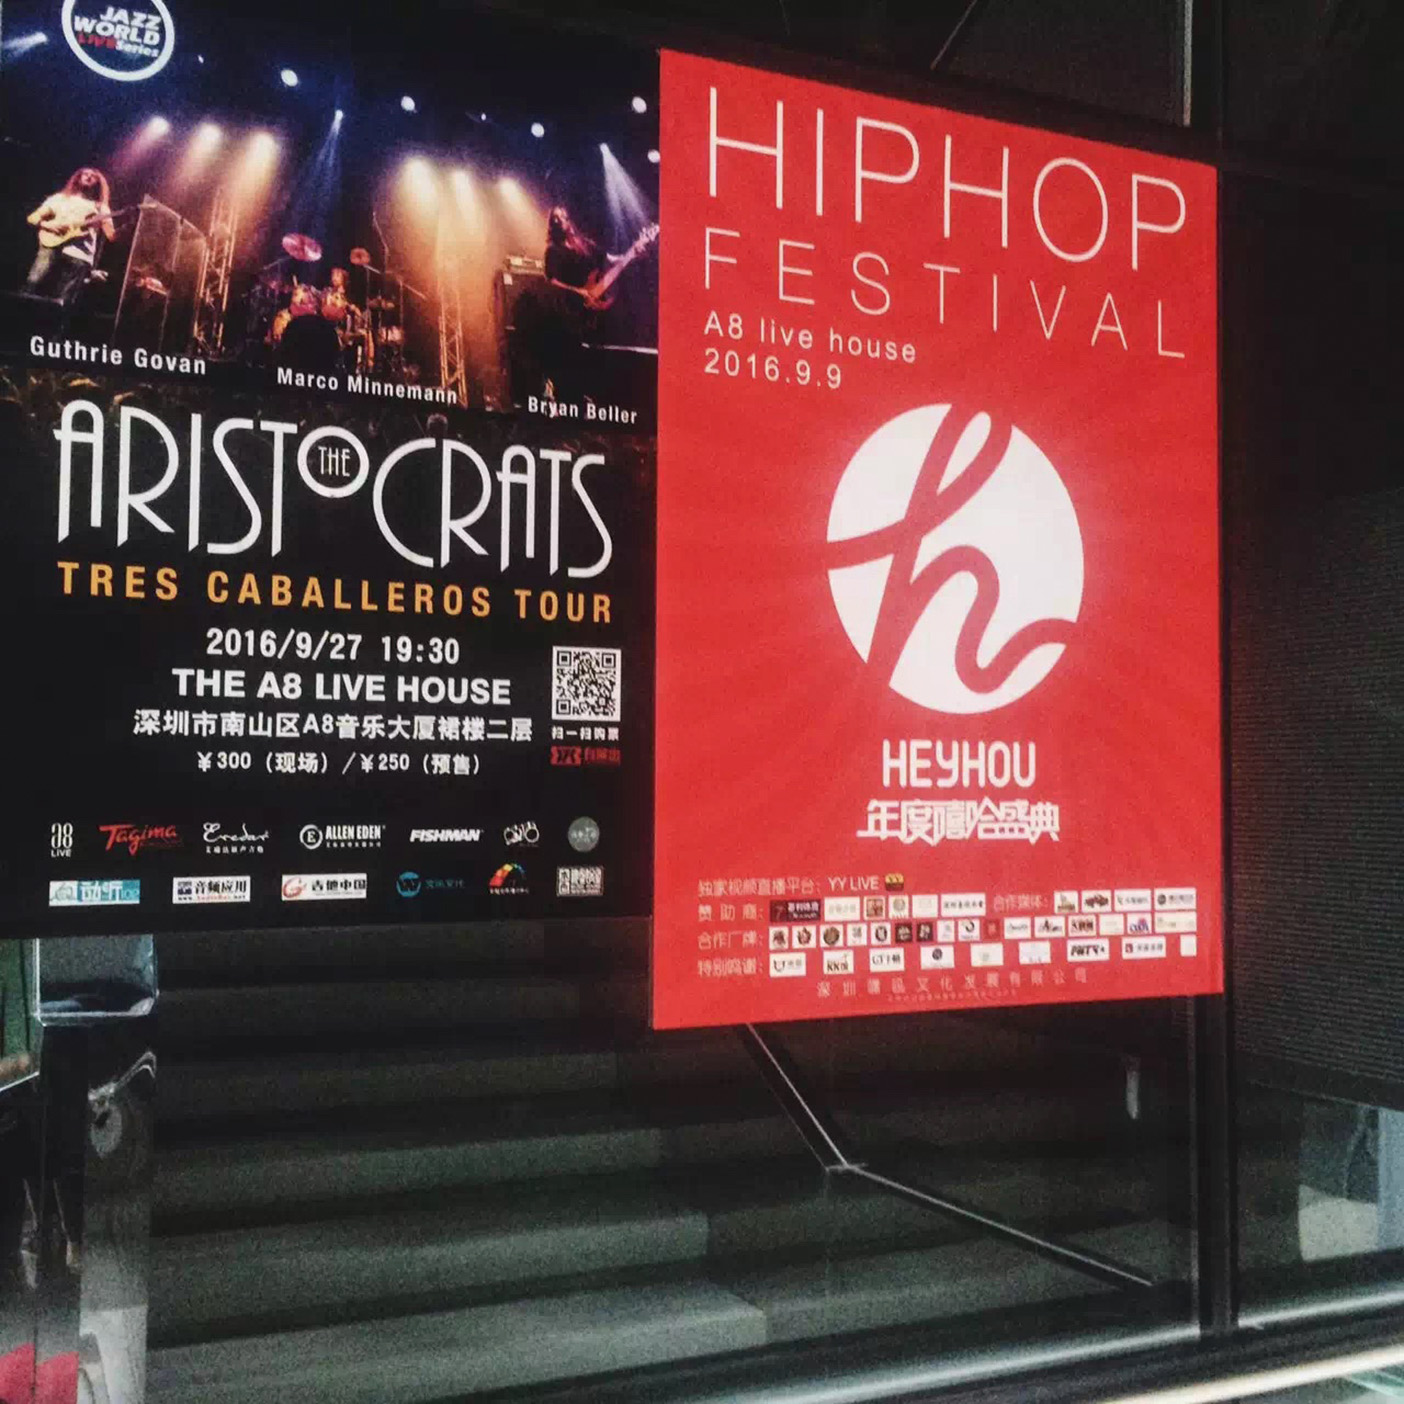 JAZZ
WORLD
LIVE Series
Guthrie Govan
Marco Minnemann
Bryan Beller
THE
ARISTOCRATS
TRES CABALLEROS TOUR
2016/9/27 19:30
THE A8 LIVE HOUSE
深圳市南山区A8音乐大厦裙楼二层
扫一扫购票
¥300（现场）/¥250（预售）
A8 LIVE
Tagima
ALLEN EDEN
FISHMAN
音频应用
吉他中国
HIPHOP
FESTIVAL
A8 live house
2016.9.9
h
HEYHOU
年度嘻哈盛典
独家视频直播平台：YY LIVE
赞助商：
合作媒体：
合作厂牌：
特别鸣谢：